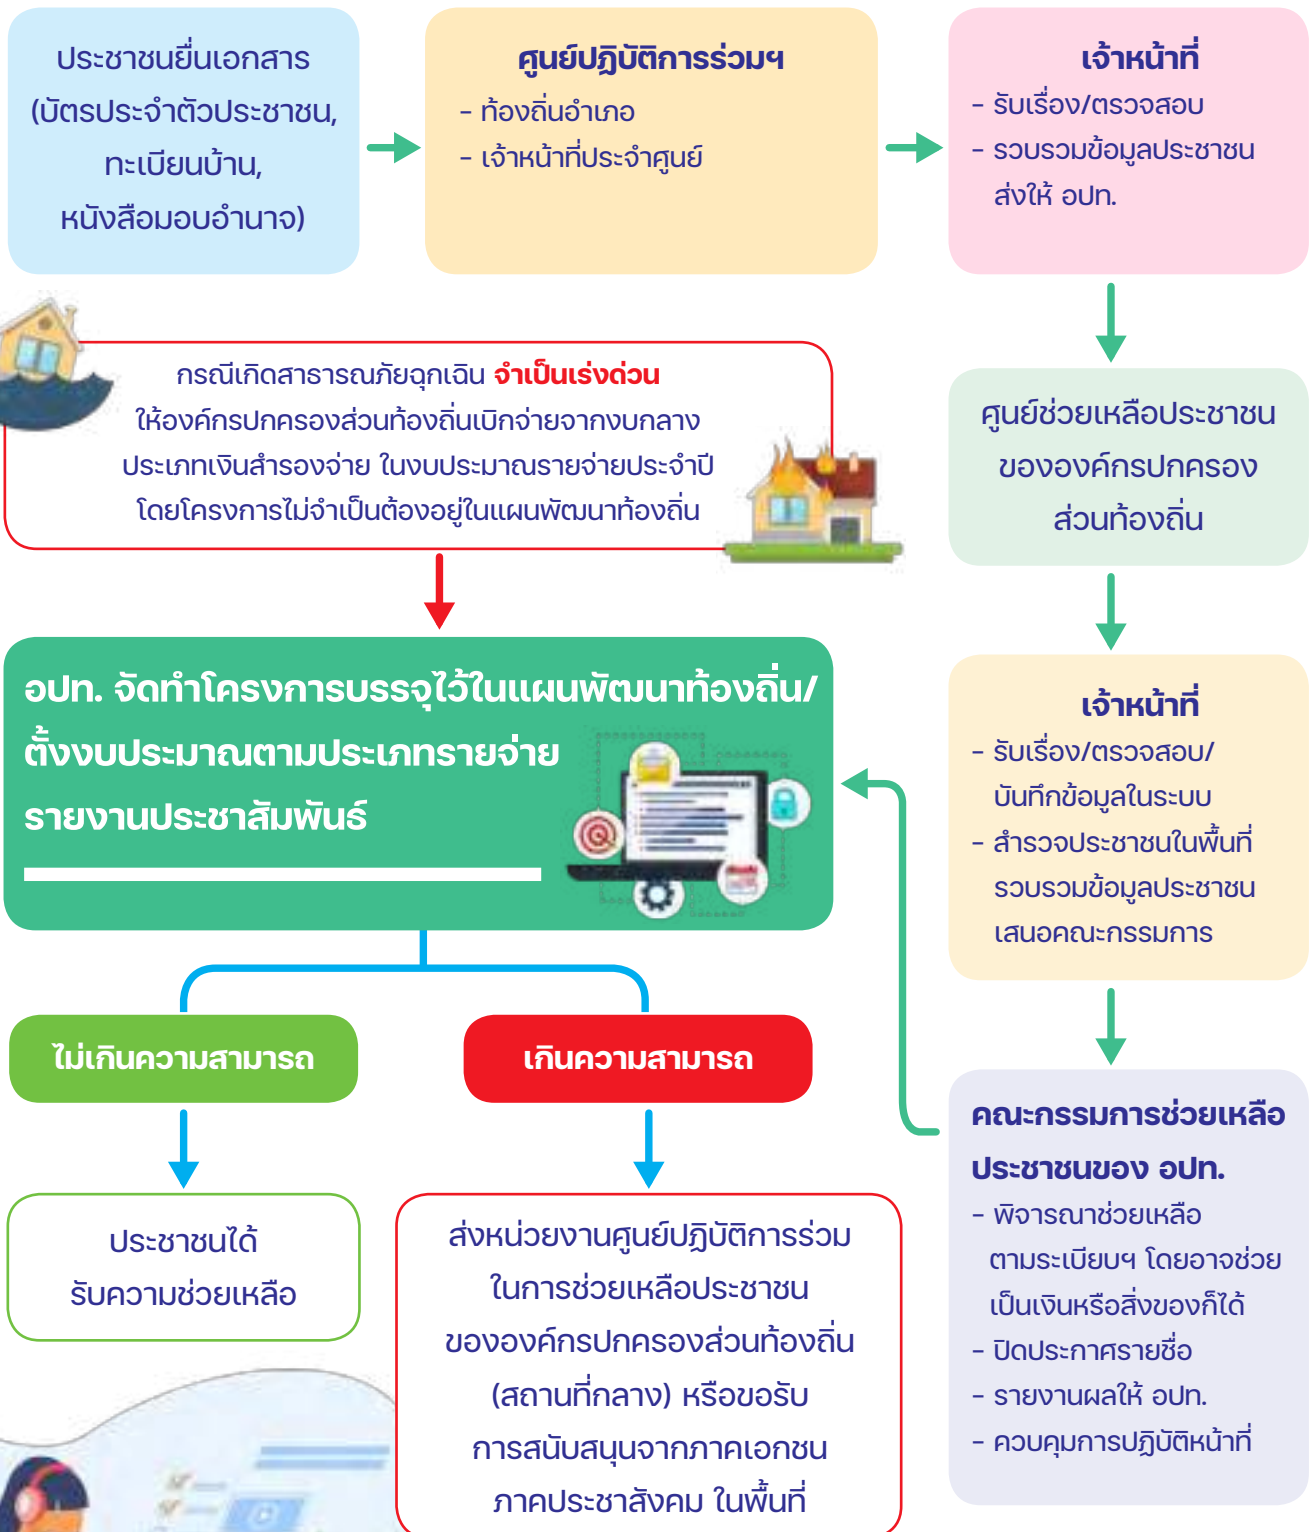 ประชาชนยื่นเอกสาร
(บัตรประจำตัวประชาชน,
ทะเบียนบ้าน,
หนังสือมอบอำนาจ)
ศูนย์ปฏิบัติการร่วมฯ
- ท้องถิ่นอำเภอ
- เจ้าหน้าที่ประจำศูนย์
เจ้าหน้าที่
- รับเรื่อง/ตรวจสอบ
- รวบรวมข้อมูลประชาชน
ส่งให้ อปท.
กรณีเกิดสาธารณภัยฉุกเฉิน จำเป็นเร่งด่วน
ให้องค์กรปกครองส่วนท้องถิ่นเบิกจ่ายจากงบกลาง
ประเภทเงินสำรองจ่าย ในงบประมาณรายจ่ายประจำปี
โดยโครงการไม่จำเป็นต้องอยู่ในแผนพัฒนาท้องถิ่น
ศูนย์ช่วยเหลือประชาชน
ขององค์กรปกครอง
ส่วนท้องถิ่น
อปท. จัดทำโครงการบรรจุไว้ในแผนพัฒนาท้องถิ่น/
ตั้งงบประมาณตามประเภทรายจ่าย
รายงานประชาสัมพันธ์
เจ้าหน้าที่
- รับเรื่อง/ตรวจสอบ/
บันทึกข้อมูลในระบบ
- สำรวจประชาชนในพื้นที่
รวบรวมข้อมูลประชาชน
เสนอคณะกรรมการ
ไม่เกินความสามารถ
เกินความสามารถ
คณะกรรมการช่วยเหลือ
ประชาชนของ อปท.
- พิจารณาช่วยเหลือ
ตามระเบียบฯ โดยอาจช่วย
เป็นเงินหรือสิ่งของก็ได้
- ปิดประกาศรายชื่อ
- รายงานผลให้ อปท.
- ควบคุมการปฏิบัติหน้าที่
ประชาชนได้
รับความช่วยเหลือ
ส่งหน่วยงานศูนย์ปฏิบัติการร่วม
ในการช่วยเหลือประชาชน
ขององค์กรปกครองส่วนท้องถิ่น
(สถานที่กลาง) หรือขอรับ
การสนับสนุนจากภาคเอกชน
ภาคประชาสังคม ในพื้นที่